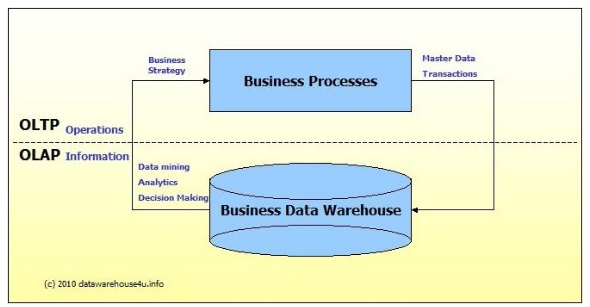 Business
Strategy
Business Processes
Master Data
Transactions
OLTP Operations
OLAP Information
Data mining
Analytics
Decision Making
Business Data Warehouse
(c) 2010 datawarehouse4u.info